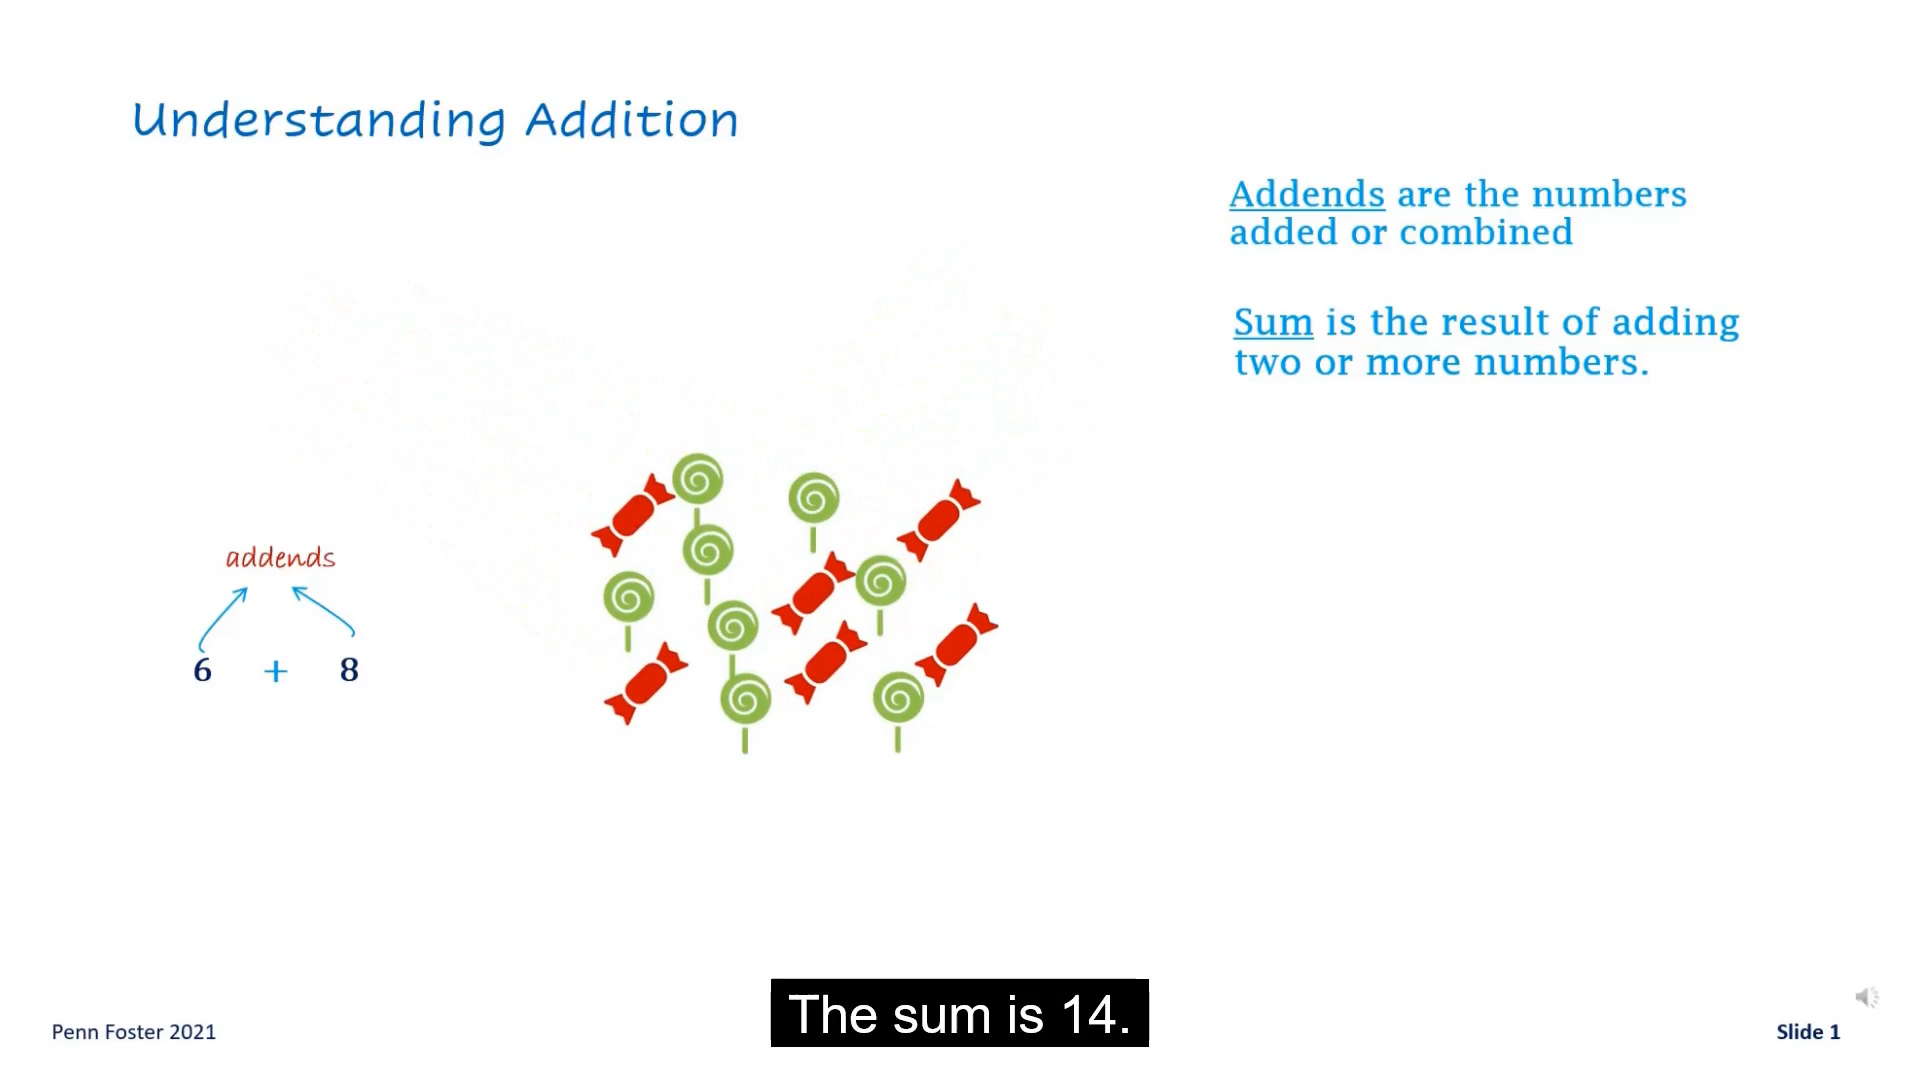 Understanding Addition
Addends are the numbers
added or combined
Sum is the result of adding
two or more numbers.
addends
6 + 8
The sum is 14.
Penn Foster 2021
Slide 1